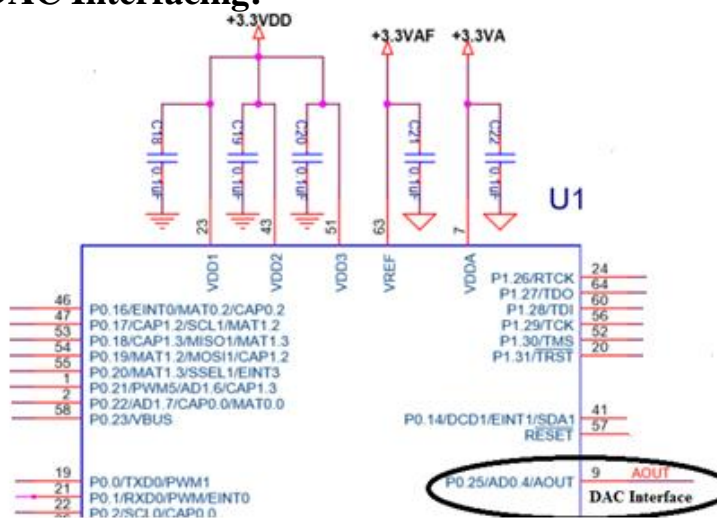 DAC Interfacing:
+3.3VDD
+3.3VAF +3.3VA
C18 0.1uF
C19 0.1uF
C20 0.1uF
C21 0.1uF
C22 0.1uF
U1
23 43 51 63 7
VDD1 VDD2 VDD3 VREF VDDA
46 P0.16/EINT0/MAT0.2/CAP0.2
47 P0.17/CAP1.2/SCL1/MAT1.2
53 P0.18/CAP1.3/MISO1/MAT1.3
54 P0.19/MAT1.2/MOSI1/CAP1.2
55 P0.20/MAT1.3/SSEL1/EINT3
1 P0.21/PWM5/AD1.6/CAP1.3
2 P0.22/AD1.7/CAP0.0/MAT0.0
58 P0.23/VBUS
19 P0.0/TXD0/PWM1
21 P0.1/RXD0/PWM/EINT0
22 P0.2/SCL0/CAP0.0
P1.26/RTCK 24
P1.27/TDO 64
P1.28/TDI 60
P1.29/TCK 56
P1.30/TMS 52
P1.31/TRST 20
P0.14/DCD1/EINT1/SDA1 41
RESET 57
P0.25/AD0.4/AOUT 9 AOUT
DAC Interface